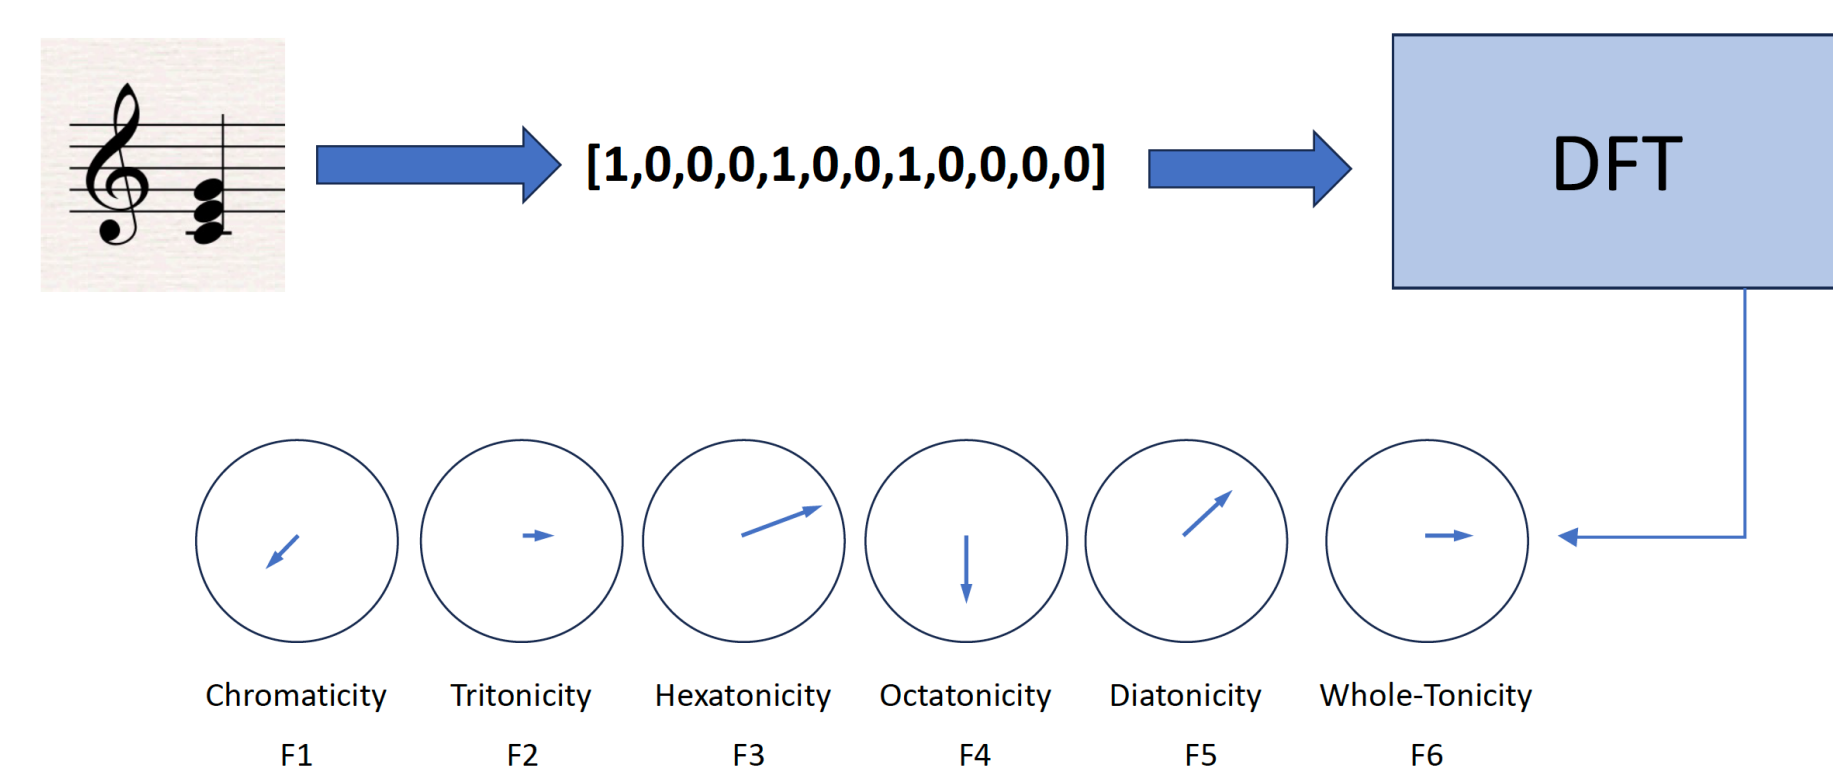 [1,0,0,0,1,0,0,1,0,0,0,0]
DFT
Chromaticity
Tritonicity
Hexatonicity
Octatonicity
Diatonicity
Whole-Tonicity
F1
F2
F3
F4
F5
F6